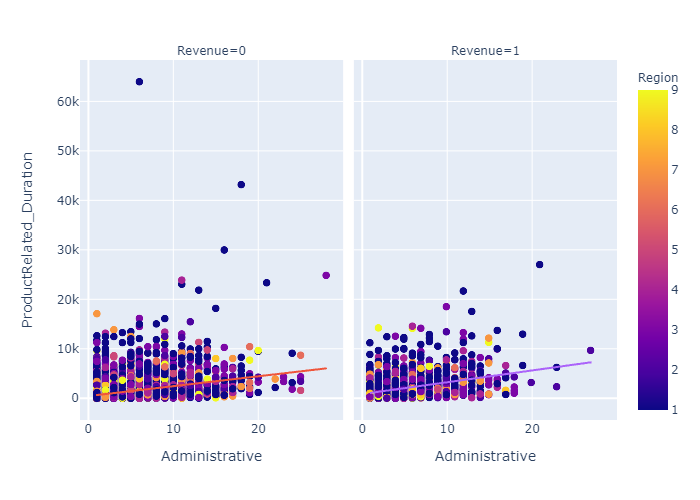 Revenue=0
Revenue=1
Region
ProductRelated_Duration
60k
50k
40k
30k
20k
10k
0
0
10
20
0
10
20
Administrative
Administrative
9
8
7
6
5
4
3
2
1